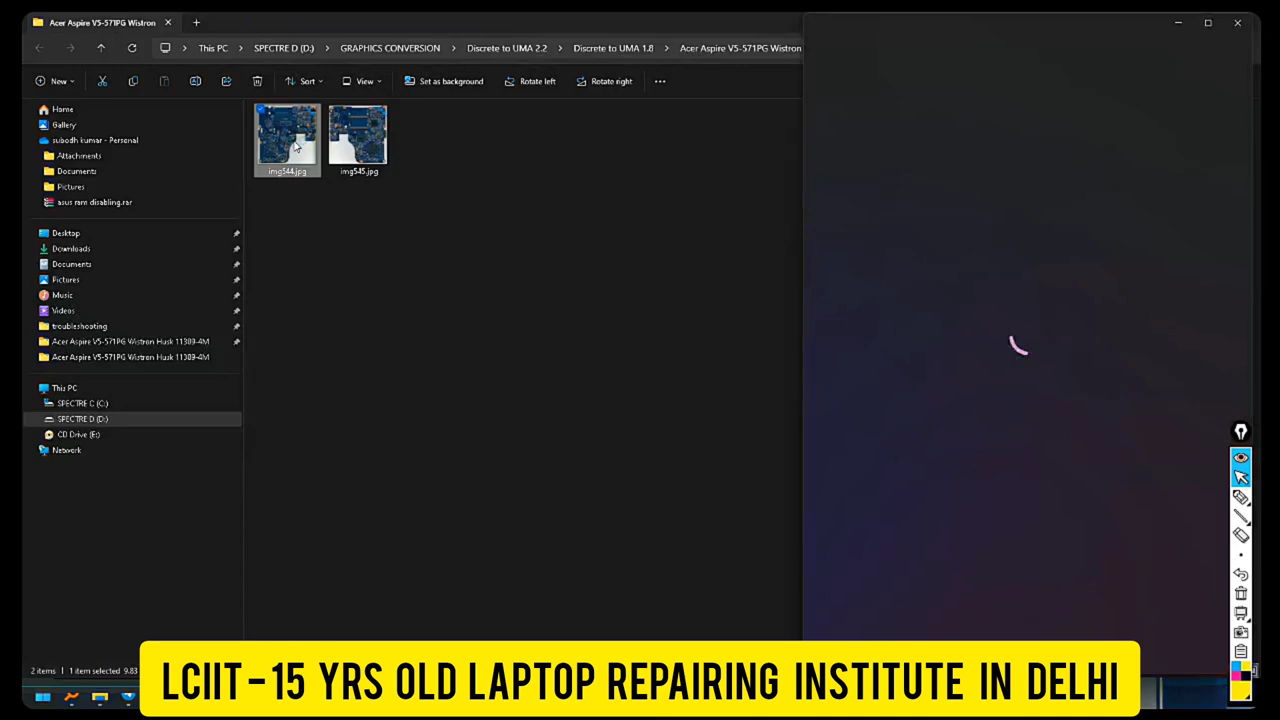 Acer Aspire V5-571PG Wistron
This PC > SPECTRE D (D:) > GRAPHICS CONVERSION > Discrete to UMA 2.2 > Discrete to UMA 1.8 > Acer Aspire V5-571PG Wistron
New Sort View Set as background Rotate left Rotate right
Home
Gallery
subodh kumar - Personal
Attachments
Documents
Pictures
asus ram disabling.rar
Desktop
Downloads
Documents
Pictures
Music
Videos
troubleshooting
Acer Aspire V5-571PG Wistron Husk 11309-4M
Acer Aspire V5-571PG Wistron Husk 11309-4M
This PC
SPECTRE C (C:)
SPECTRE D (D:)
CD Drive (E:)
Network
img544.jpg img545.jpg
2 items 1 item selected 9.83
LCIIT-15 YRS OLD LAPTOP REPAIRING INSTITUTE IN DELHI